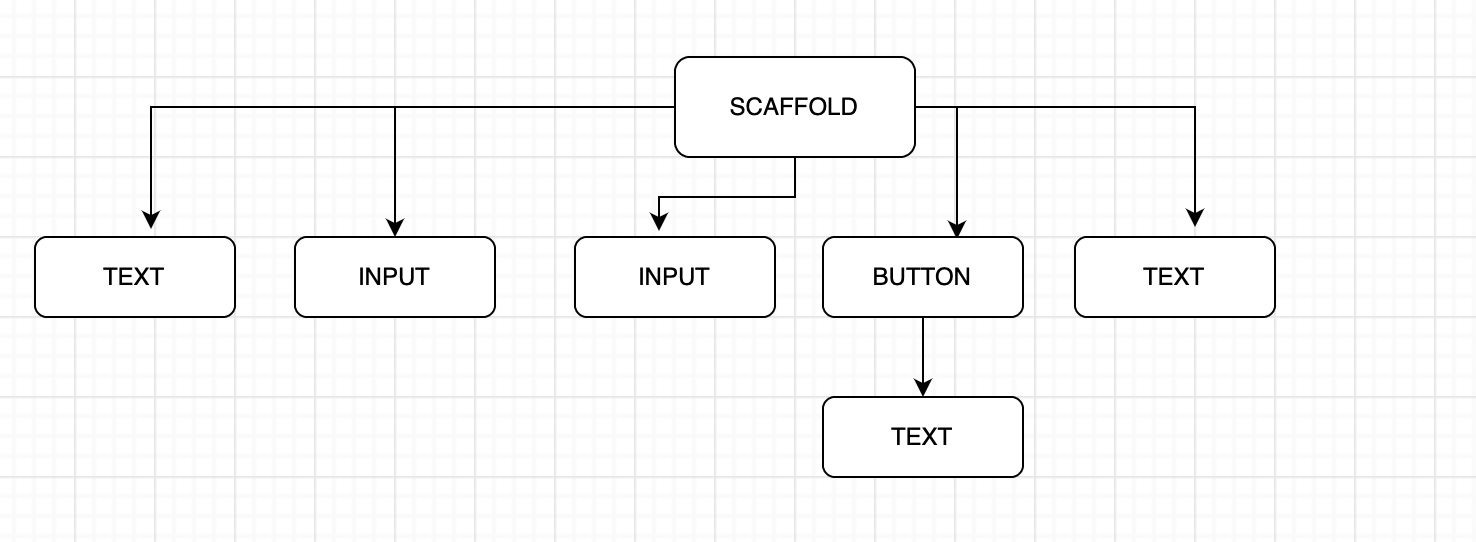 SCAFFOLD
TEXT
INPUT
INPUT
BUTTON
TEXT
TEXT